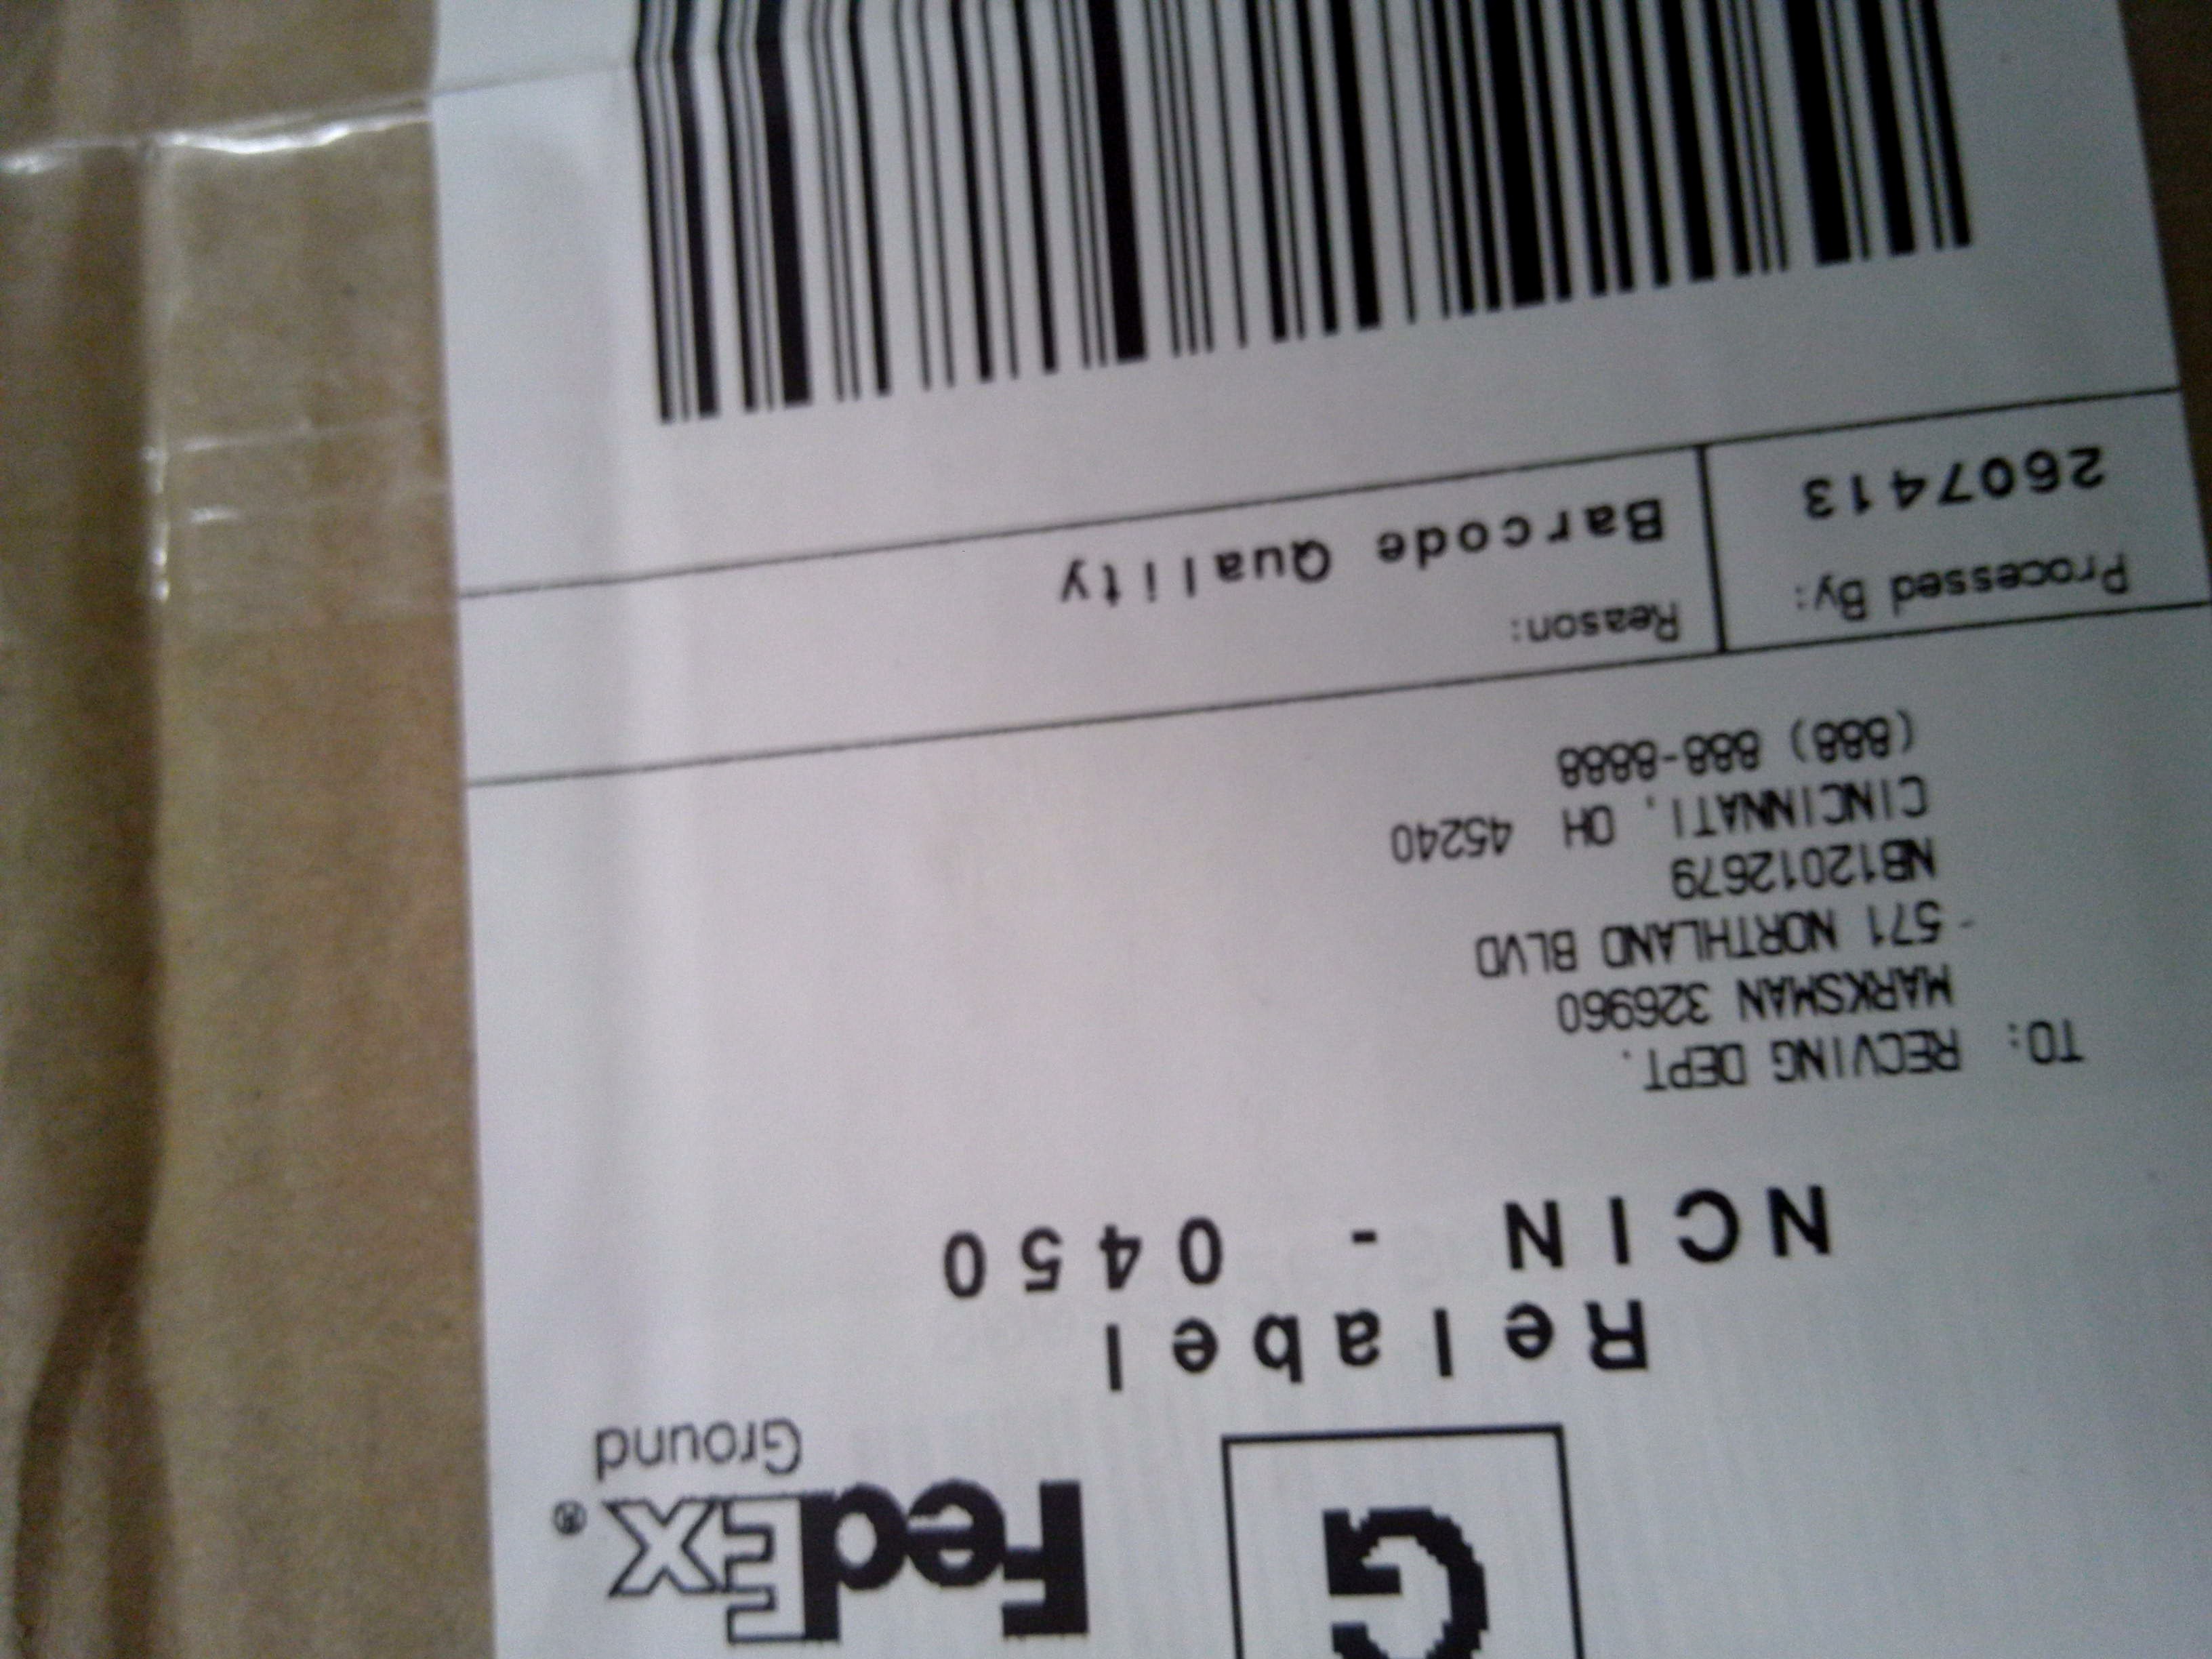 G
FedEx®
Ground
Relabel
NCIN - 0450
TO: RECVING DEPT.
MARKSMAN 326960
571 NORTHLAND BLVD
NB12012679
CINCINNATI, OH 45240
(888) 888-8888
Processed By: Reason:
2607413 Barcode Quality